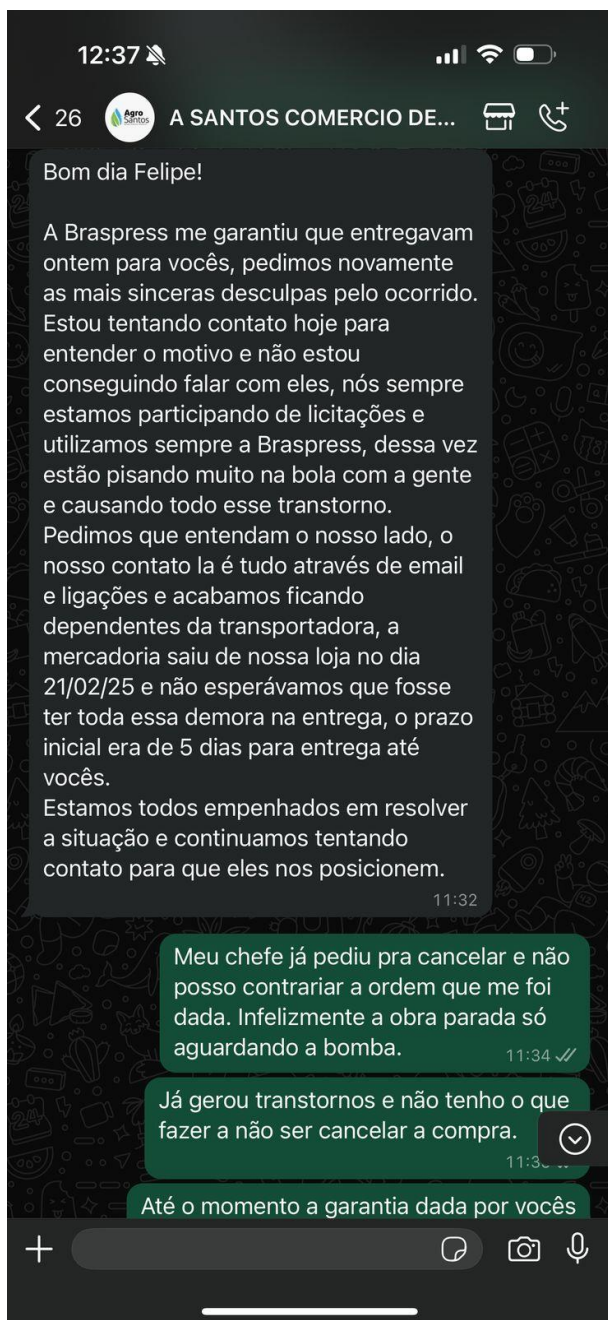 12:37
26
Agro
Santos
A SANTOS COMERCIO DE...
Bom dia Felipe!
A Braspress me garantiu que entregavam
ontem para vocês, pedimos novamente
as mais sinceras desculpas pelo ocorrido.
Estou tentando contato hoje para
entender o motivo e não estou
conseguindo falar com eles, nós sempre
estamos participando de licitações e
utilizamos sempre a Braspress, dessa vez
estão pisando muito na bola com a gente
e causando todo esse transtorno.
Pedimos que entendam o nosso lado, o
nosso contato la é tudo através de email
e ligações e acabamos ficando
dependentes da transportadora, a
mercadoria saiu de nossa loja no dia
21/02/25 e não esperávamos que fosse
ter toda essa demora na entrega, o prazo
inicial era de 5 dias para entrega até
vocês.
Estamos todos empenhados em resolver
a situação e continuamos tentando
contato para que eles nos posicionem.
11:32
Meu chefe já pediu pra cancelar e não
posso contrariar a ordem que me foi
dada. Infelizmente a obra parada só
aguardando a bomba.
11:34
Já gerou transtornos e não tenho o que
fazer a não ser cancelar a compra.
Até o momento a garantia dada por vocês